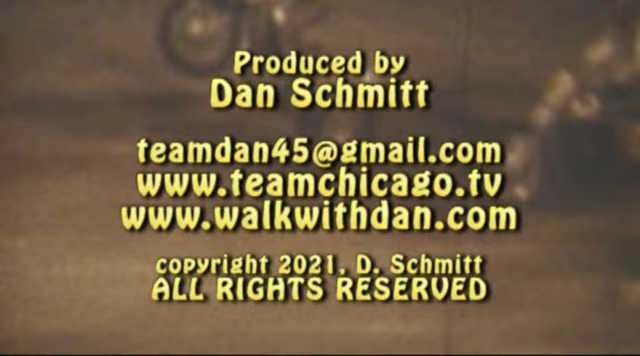 Produced by
Dan Schmitt
teamdan45@gmail.com
www.teamchicago.tv
www.walkwithdan.com
copyright 2021, D. Schmitt
ALL RIGHTS RESERVED